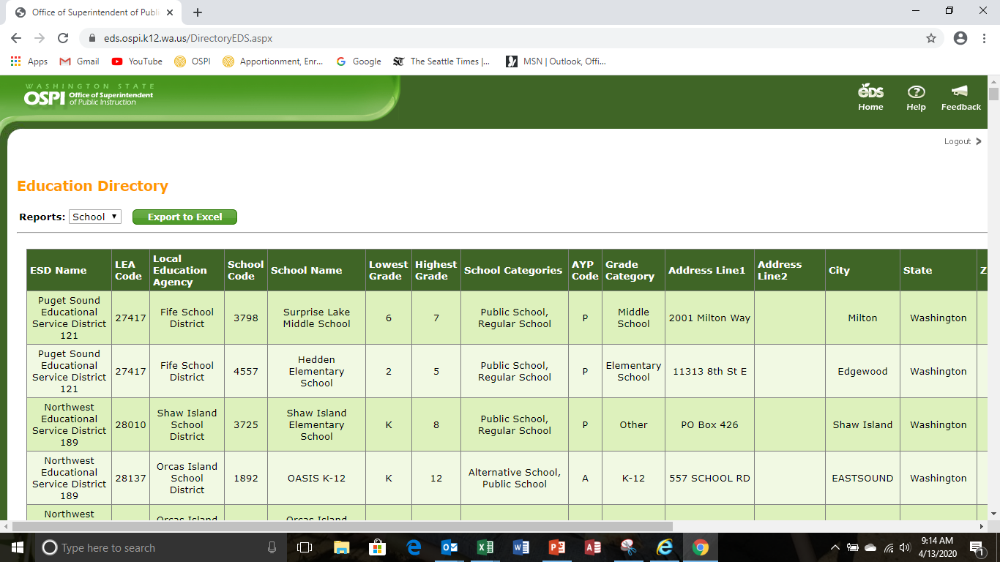 Office of Superintendent of Publi
eds.ospi.k12.wa.us/DirectoryEDS.aspx
Apps Gmail YouTube OSPI Apportionment, Enr... Google The Seattle Times |... MSN | Outlook, Offi...
WASHINGTON STATE
OSPI Office of Superintendent
of Public Instruction
eds
Home Help Feedback
Logout
Education Directory
Reports: School Export to Excel
ESD Name LEA Code Local Education Agency School Code School Name Lowest Grade Highest Grade School Categories AYP Code Grade Category Address Line1 Address Line2 City State Z
Puget Sound Educational Service District 121 27417 Fife School District 3798 Surprise Lake Middle School 6 7 Public School, Regular School P Middle School 2001 Milton Way Milton Washington
Puget Sound Educational Service District 121 27417 Fife School District 4557 Hedden Elementary School 2 5 Public School, Regular School P Elementary School 11313 8th St E Edgewood Washington
Northwest Educational Service District 189 28010 Shaw Island School District 3725 Shaw Island Elementary School K 8 Public School, Regular School P Other PO Box 426 Shaw Island Washington
Northwest Educational Service District 189 28137 Orcas Island School District 1892 OASIS K-12 K 12 Alternative School, Public School A K-12 557 SCHOOL RD EASTSOUND Washington
Northwest Orcas Island Orcas Island
Type here to search
9:14 AM
4/13/2020
1